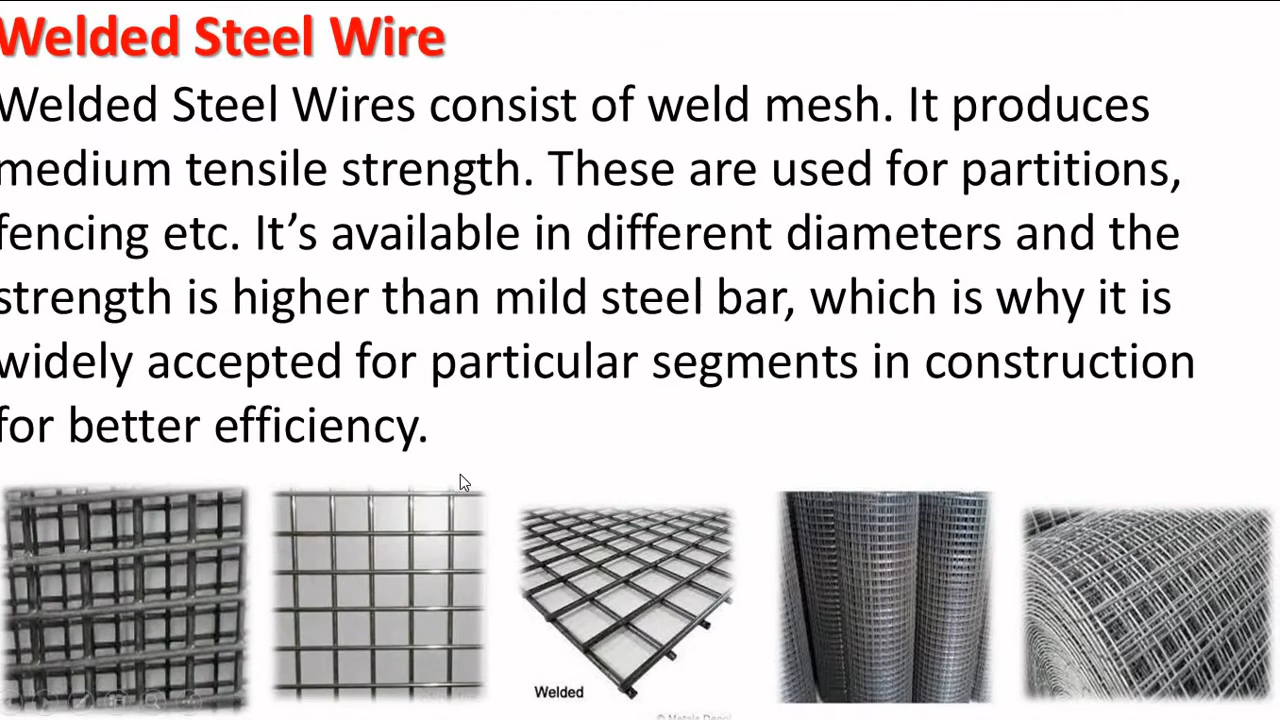 Welded Steel Wire
Welded Steel Wires consist of weld mesh. It produces
medium tensile strength. These are used for partitions,
fencing etc. It’s available in different diameters and the
strength is higher than mild steel bar, which is why it is
widely accepted for particular segments in construction
for better efficiency.
Welded
© Metals Depot